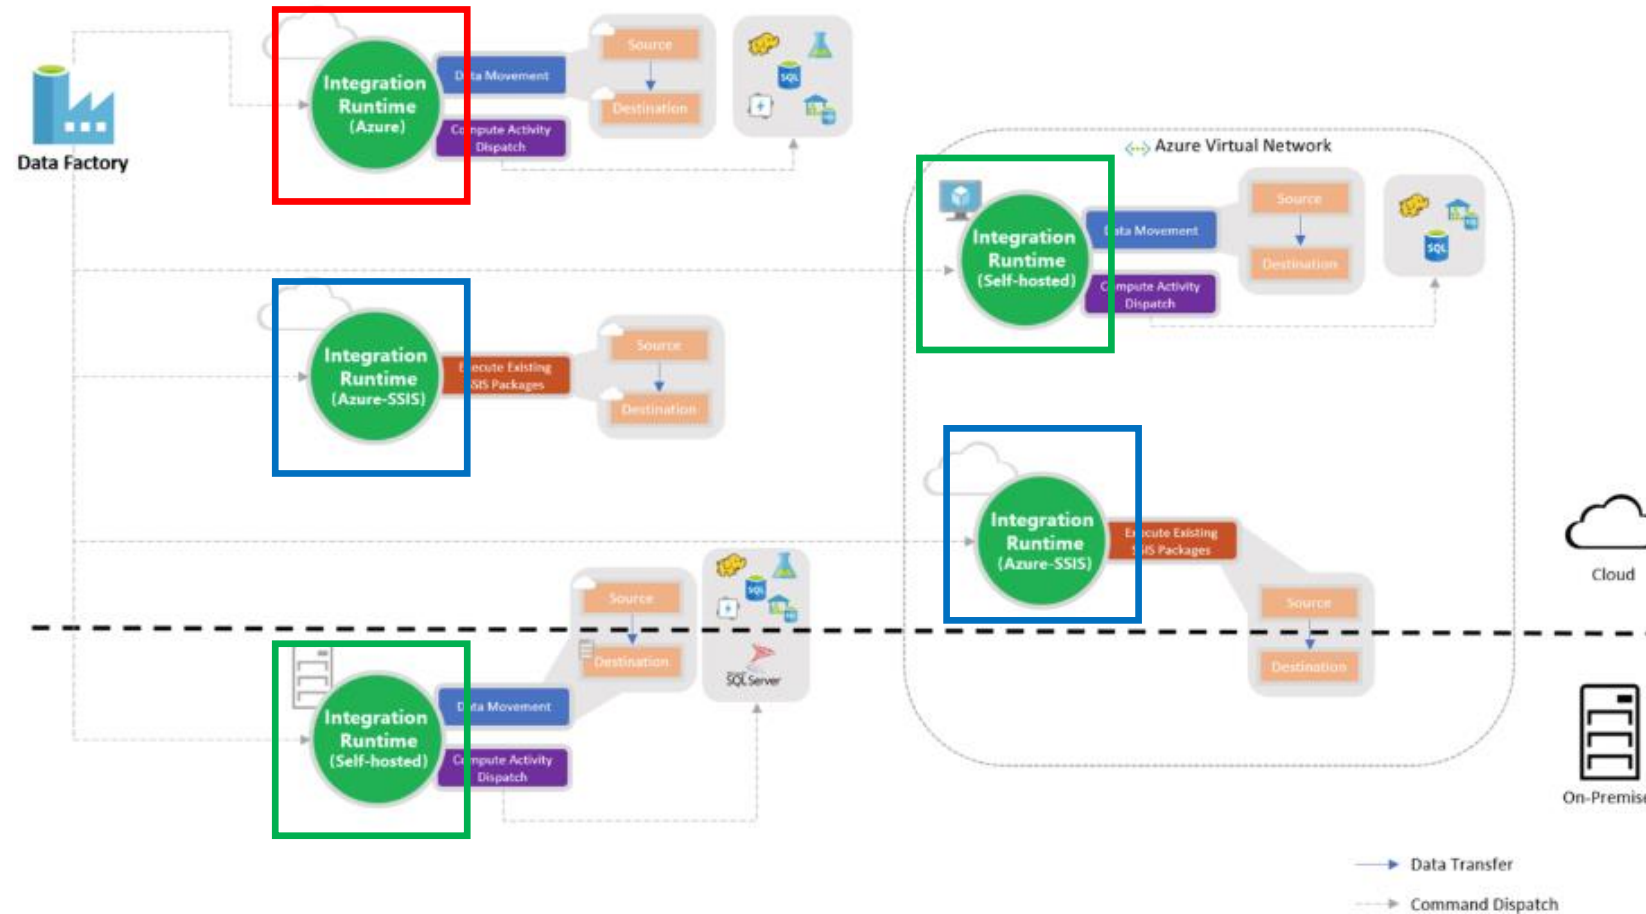 Data Factory
Integration
Runtime
(Azure)
Data Movement
Compute Activity
Dispatch
Source
Destination
SQL
Azure Virtual Network
Integration
Runtime
(Self-hosted)
Data Movement
Compute Activity
Dispatch
Source
Destination
SQL
Integration
Runtime
(Azure-SSIS)
Execute Existing
SSIS Packages
Source
Destination
Integration
Runtime
(Azure-SSIS)
Execute Existing
SSIS Packages
Source
Destination
Cloud
Source
Destination
SQL
SQL Server
Integration
Runtime
(Self-hosted)
Data Movement
Compute Activity
Dispatch
On-Premise
Data Transfer
Command Dispatch